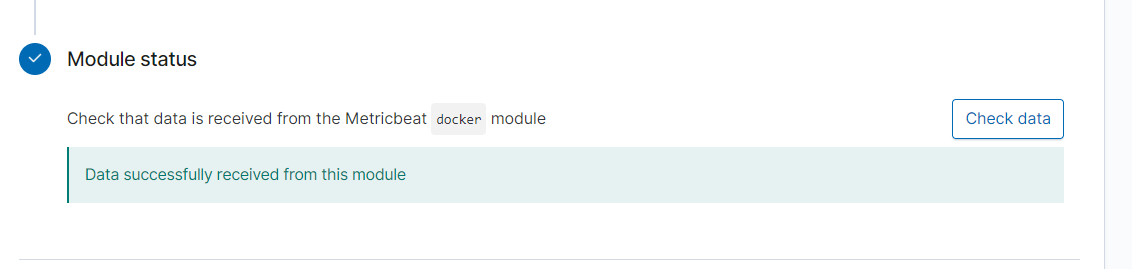 Module status
Check that data is received from the Metricbeat docker module
Check data
Data successfully received from this module